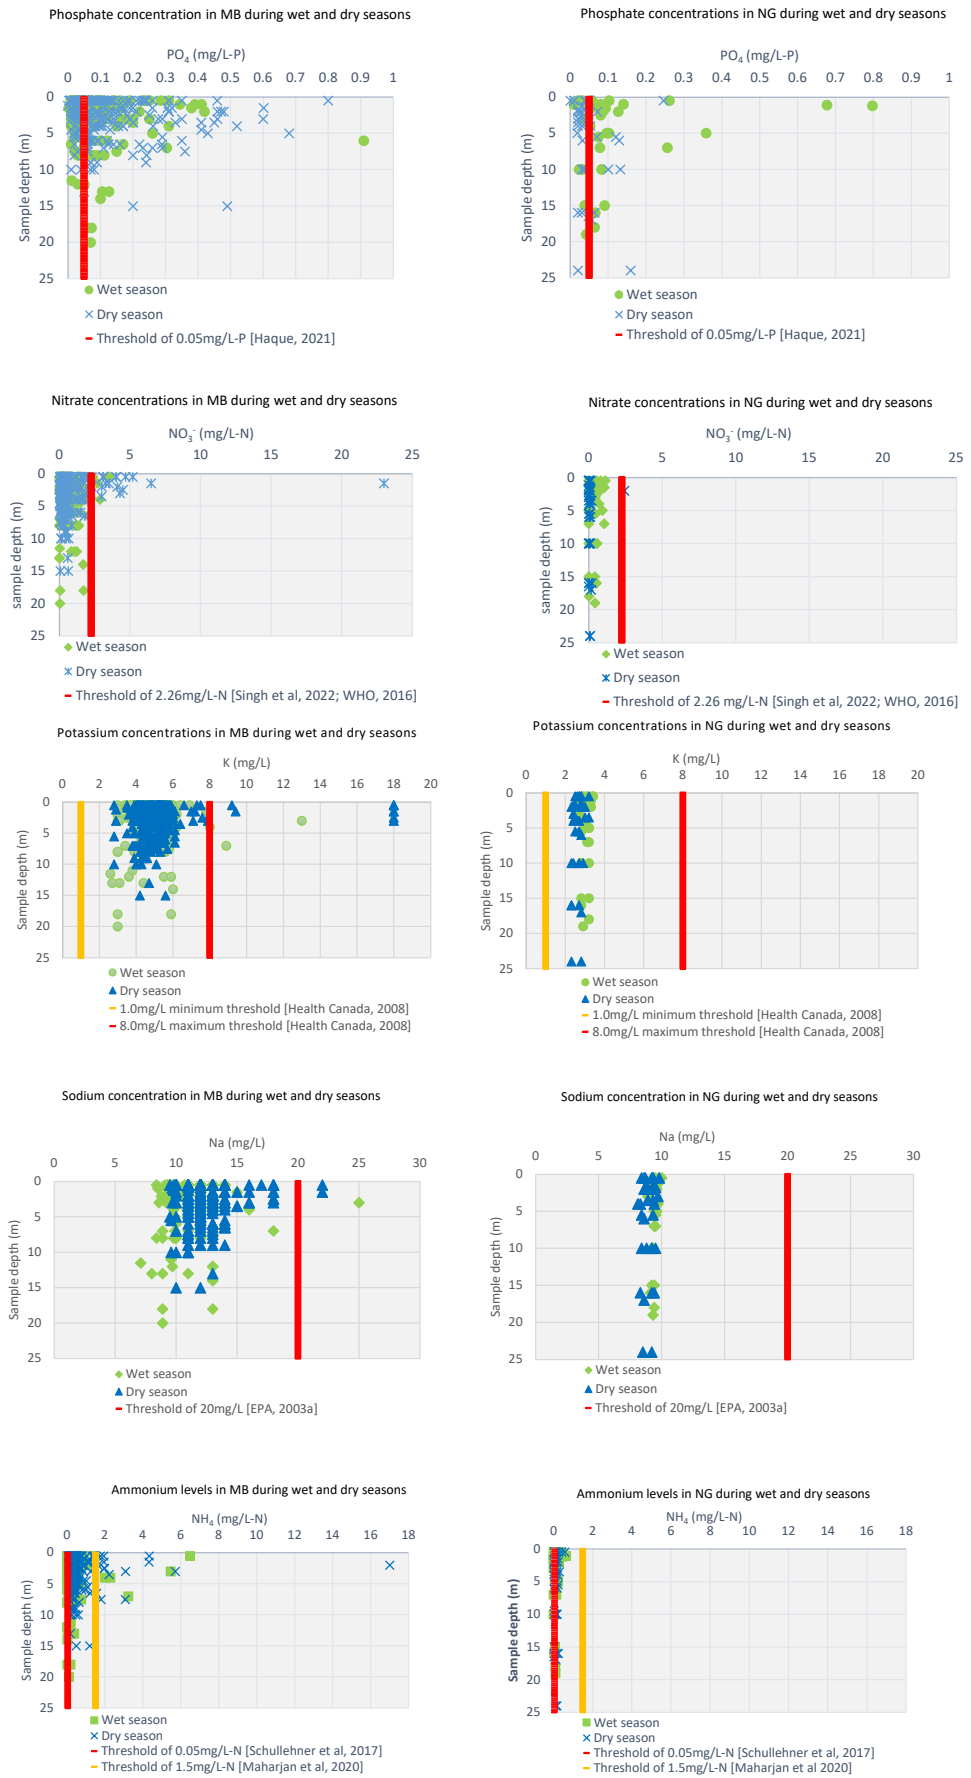 Phosphate concentration in MB during wet and dry seasons
PO4 (mg/L-P)
0 0.1 0.2 0.3 0.4 0.5 0.6 0.7 0.8 0.9 1
0
5
10
15
20
25
Sample depth (m)
Wet season
Dry season
Threshold of 0.05mg/L-P [Haque, 2021]
Phosphate concentrations in NG during wet and dry seasons
PO4 (mg/L-P)
0 0.1 0.2 0.3 0.4 0.5 0.6 0.7 0.8 0.9 1
0
5
10
15
20
25
Sample depth (m)
Wet season
Dry season
Threshold of 0.05mg/L-P [Haque, 2021]
Nitrate concentrations in MB during wet and dry seasons
NO3- (mg/L-N)
0 5 10 15 20 25
0
5
10
15
20
25
sample depth (m)
Wet season
Dry season
Threshold of 2.26mg/L-N [Singh et al, 2022; WHO, 2016]
Nitrate concentrations in NG during wet and dry seasons
NO3- (mg/L-N)
0 5 10 15 20 25
0
5
10
15
20
25
sample depth (m)
Wet season
Dry season
Threshold of 2.26 mg/L-N [Singh et al, 2022; WHO, 2016]
Potassium concentrations in MB during wet and dry seasons
K (mg/L)
0 2 4 6 8 10 12 14 16 18 20
0
5
10
15
20
25
Sample depth (m)
Wet season
Dry season
1.0mg/L minimum threshold [Health Canada, 2008]
8.0mg/L maximum threshold [Health Canada, 2008]
Potassium concentrations in NG during wet and dry seasons
K (mg/L)
0 2 4 6 8 10 12 14 16 18 20
0
5
10
15
20
25
Sample depth (m)
Wet season
Dry season
1.0mg/L minimum threshold [Health Canada, 2008]
8.0mg/L maximum threshold [Health Canada, 2008]
Sodium concentration in MB during wet and dry seasons
Na (mg/L)
0 5 10 15 20 25 30
0
5
10
15
20
25
Sample depth (m)
Wet season
Dry season
Threshold of 20mg/L [EPA, 2003a]
Sodium concentration in NG during wet and dry seasons
Na (mg/L)
0 5 10 15 20 25 30
0
5
10
15
20
25
Sample depth (m)
Wet season
Dry season
Threshold of 20mg/L [EPA, 2003a]
Ammonium levels in MB during wet and dry seasons
NH4 (mg/L-N)
0 2 4 6 8 10 12 14 16 18
0
5
10
15
20
25
Sample depth (m)
Wet season
Dry season
Threshold of 0.05mg/L-N [Schullehner et al, 2017]
Threshold of 1.5mg/L-N [Maharjan et al, 2020]
Ammonium levels in NG during wet and dry seasons
NH4 (mg/L-N)
0 2 4 6 8 10 12 14 16 18
0
5
10
15
20
25
Sample depth (m)
Wet season
Dry season
Threshold of 0.05mg/L-N [Schullehner et al, 2017]
Threshold of 1.5mg/L-N [Maharjan et al 2020]